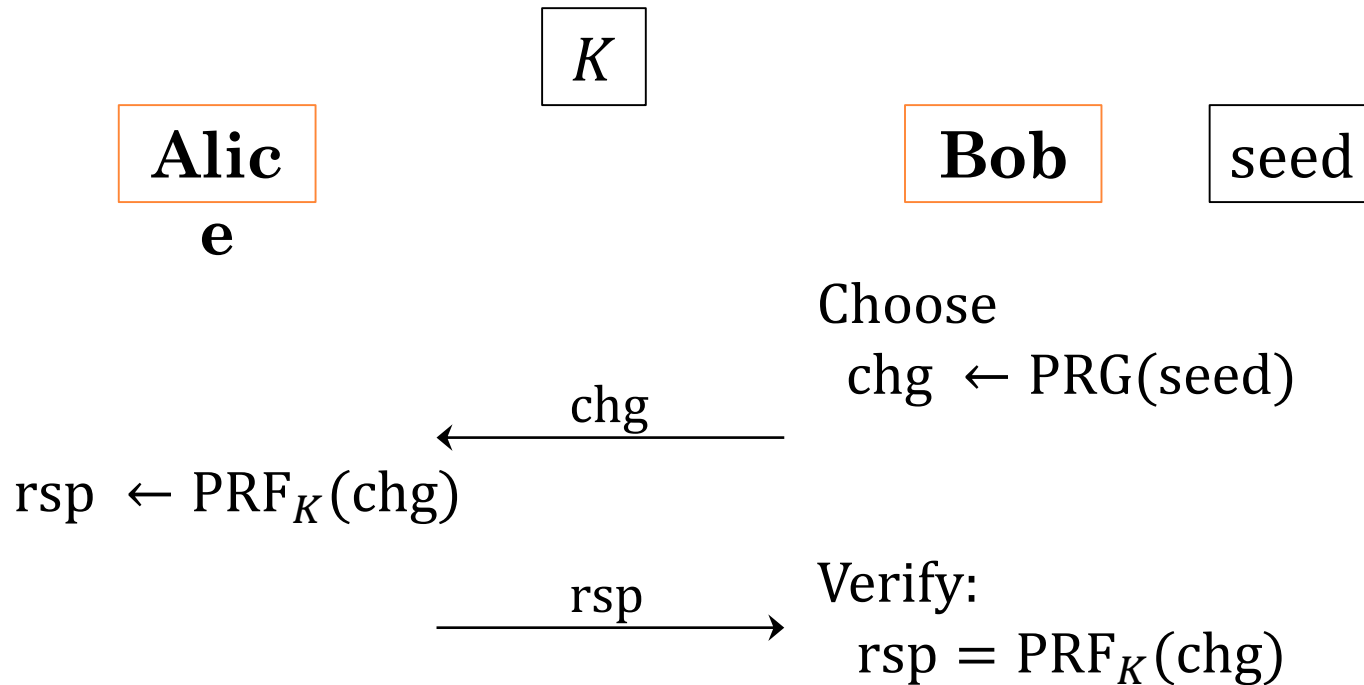 K
Alic
e
Bob
seed
Choose
chg ← PRG(seed)
chg
rsp ← PRF_K(chg)
rsp
Verify:
rsp = PRF_K(chg)